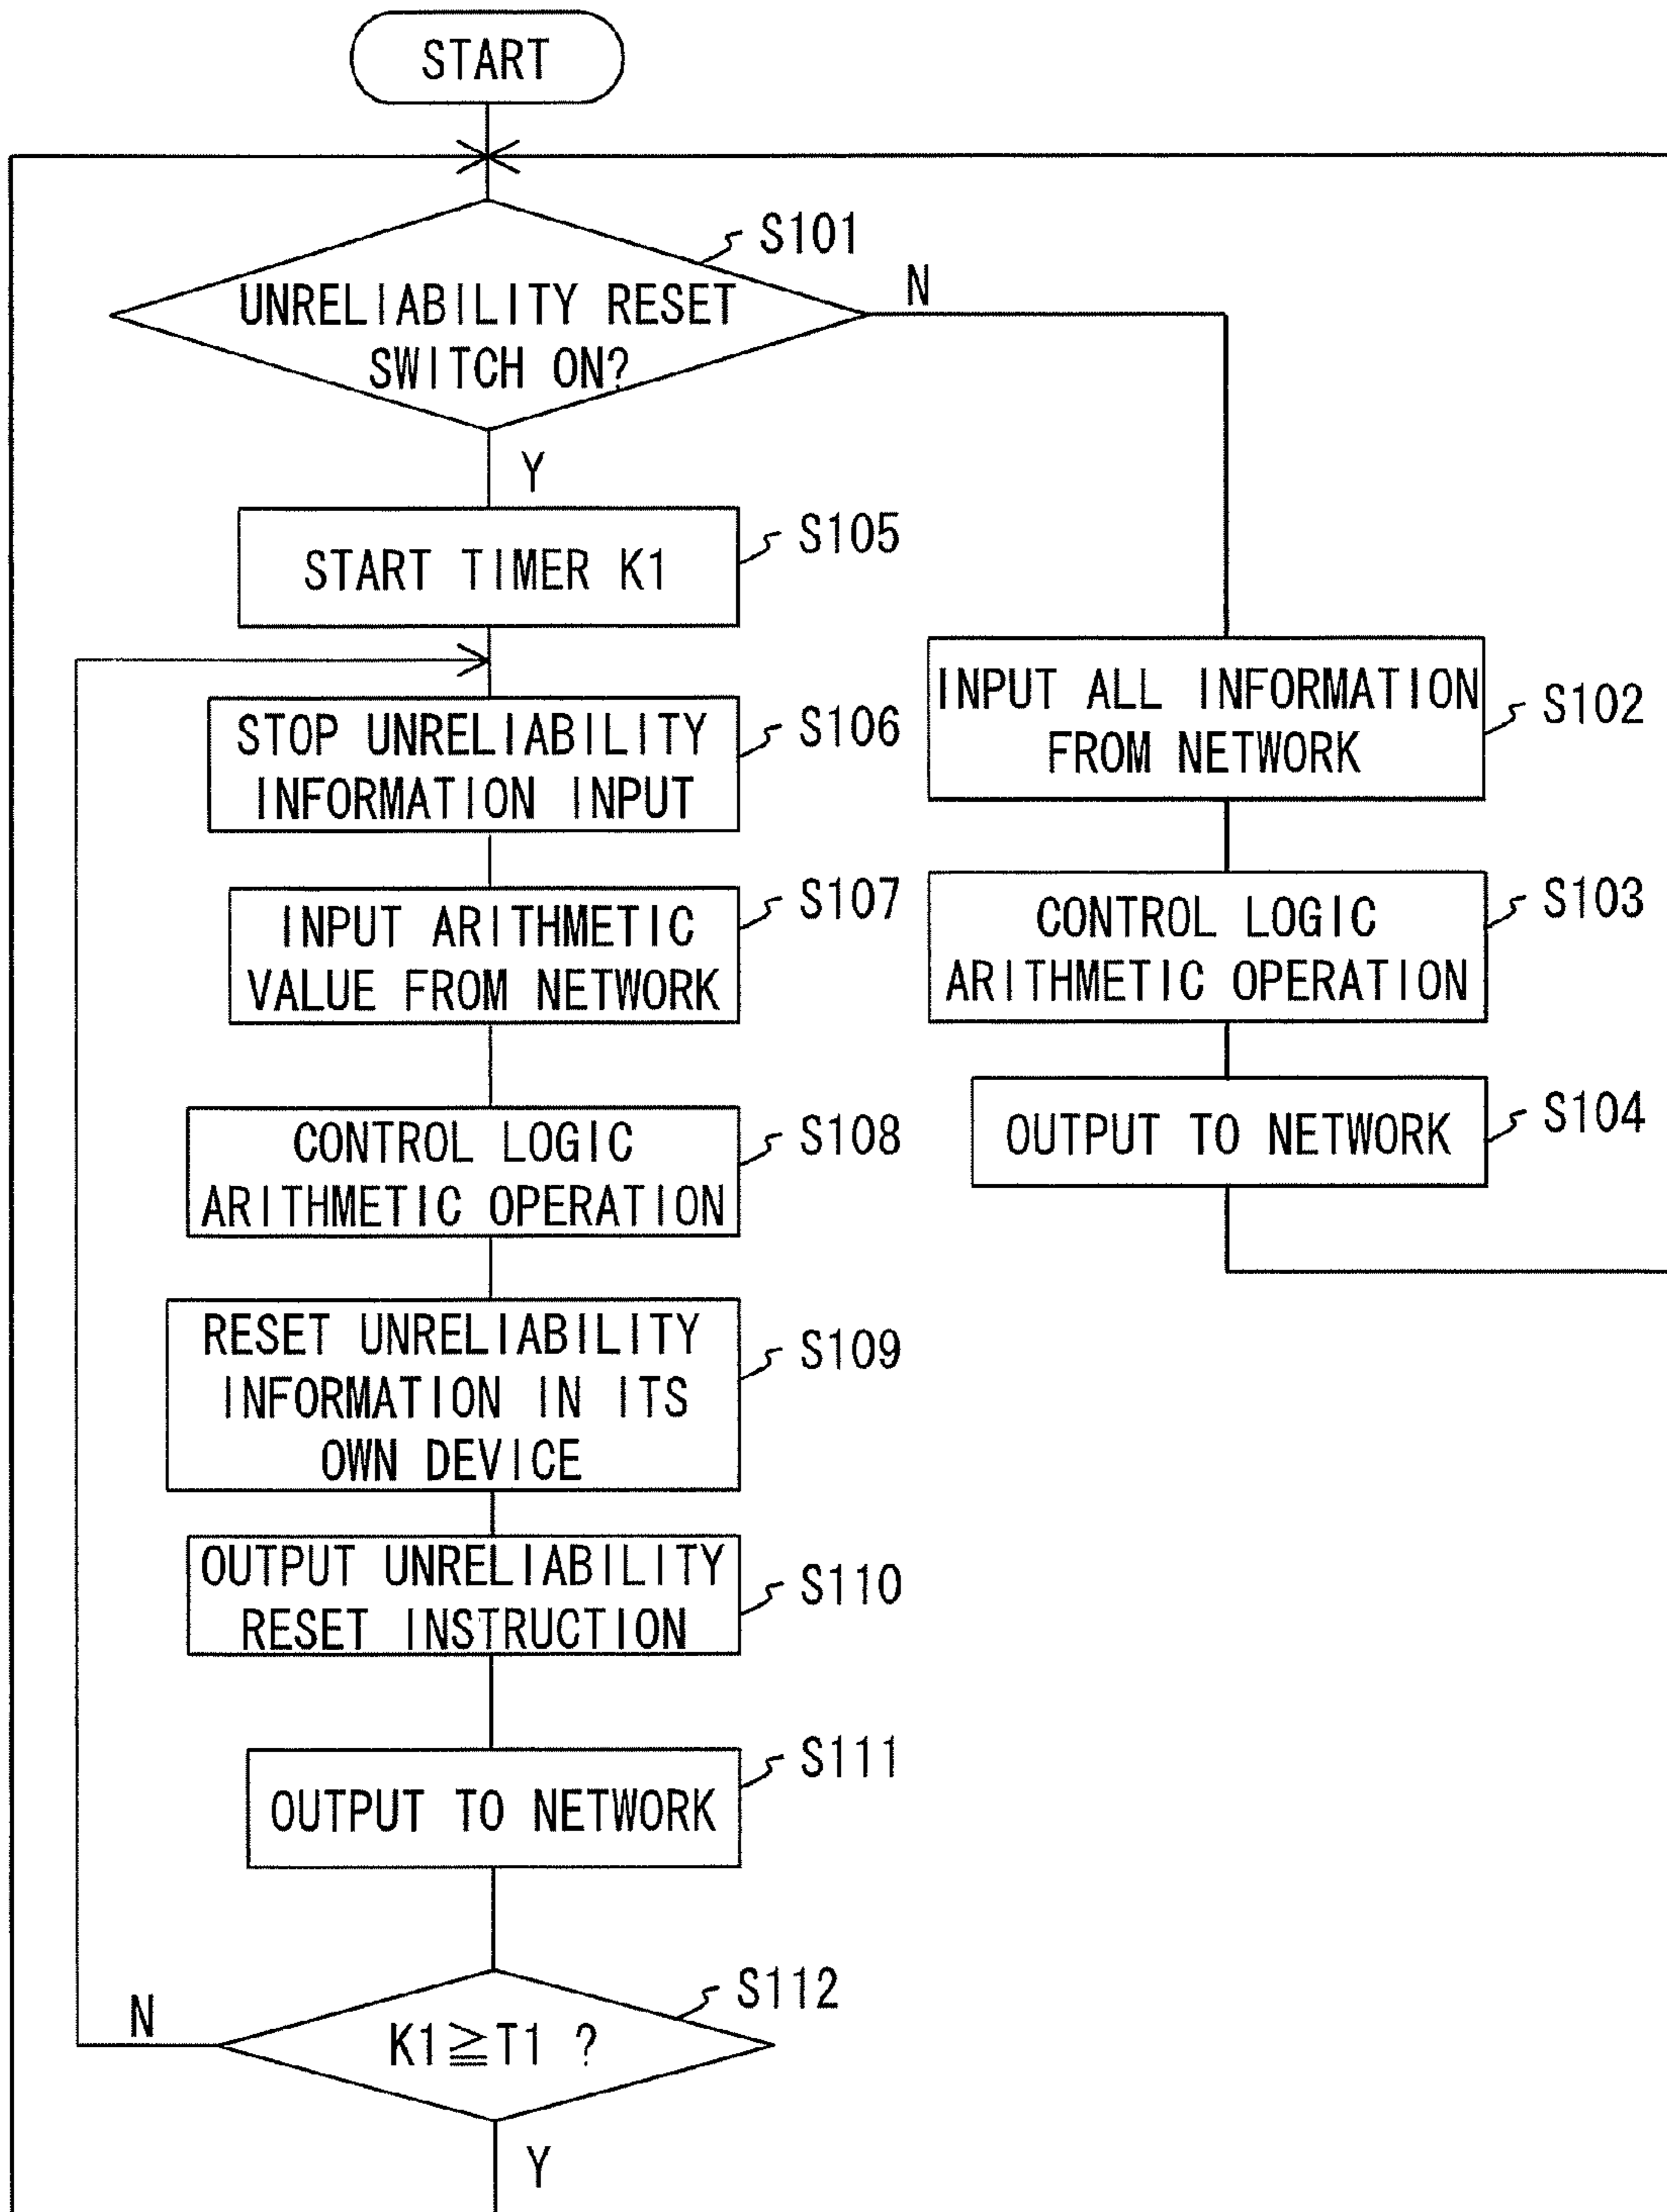 START
S101
UNRELIABILITY RESET
SWITCH ON?
N
Y
START TIMER K1
S105
STOP UNRELIABILITY
INFORMATION INPUT
S106
INPUT ARITHMETIC
VALUE FROM NETWORK
S107
CONTROL LOGIC
ARITHMETIC OPERATION
S108
RESET UNRELIABILITY
INFORMATION IN ITS
OWN DEVICE
S109
OUTPUT UNRELIABILITY
RESET INSTRUCTION
S110
OUTPUT TO NETWORK
S111
S112
K1≧T1 ?
N
Y
INPUT ALL INFORMATION
FROM NETWORK
S102
CONTROL LOGIC
ARITHMETIC OPERATION
S103
OUTPUT TO NETWORK
S104